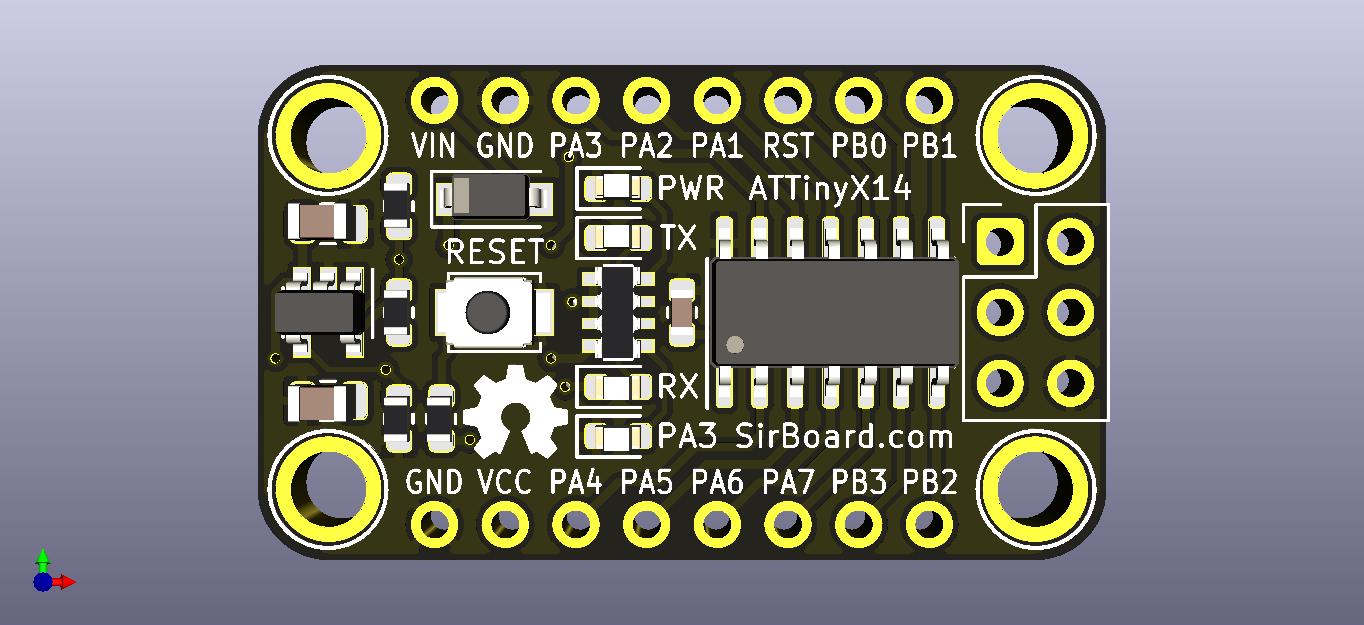 VIN GND PA3 PA2 PA1 RST PB0 PB1
PWR ATTinyX14
TX
RESET
RX
PA3 SirBoard.com
GND VCC PA4 PA5 PA6 PA7 PB3 PB2